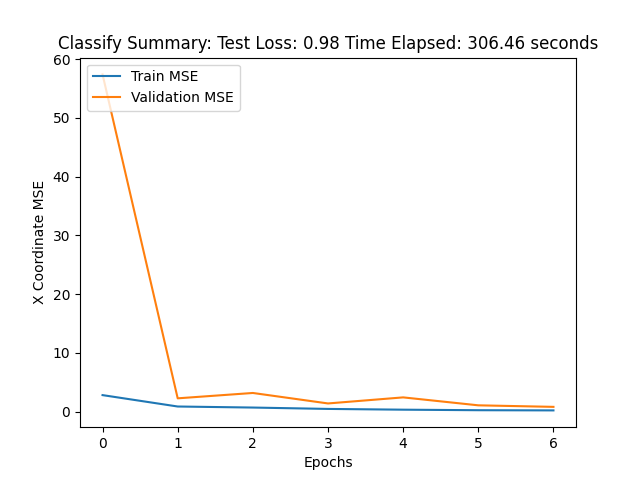 Classify Summary: Test Loss: 0.98 Time Elapsed: 306.46 seconds
Train MSE
Validation MSE
X Coordinate MSE
60
50
40
30
20
10
0
0 1 2 3 4 5 6
Epochs